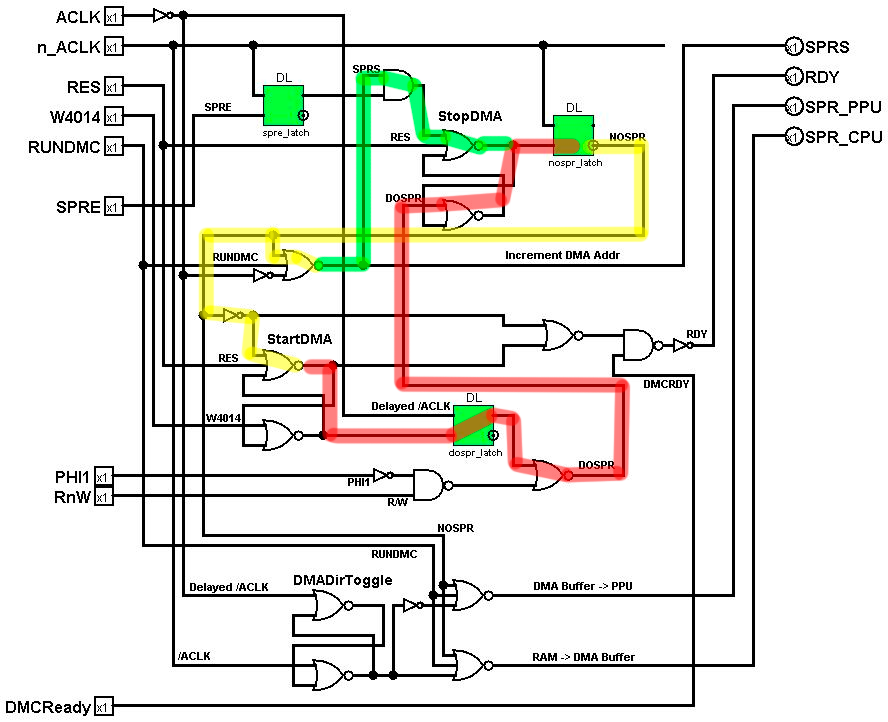 ACLK x1
n_ACLK x1
RES x1
W4014 x1
RUNDMC x1
SPRE x1
x1 SPRS
x1 RDY
x1 SPR_PPU
x1 SPR_CPU
SPRS
DL
SPRE
spre_latch
StopDMA
RES
DL
NOSPR
nospr_latch
DOSPR
RUNDMC
Increment DMA Addr
StartDMA
RES
RDY
DMCRDY
DL
W4014
Delayed /ACLK
dospr_latch
DOSPR
PHI1 x1
PHI1
RnW x1
R/W
NOSPR
RUNDMC
DMADirToggle
Delayed /ACLK
DMA Buffer -> PPU
/ACLK
RAM -> DMA Buffer
DMCReady x1